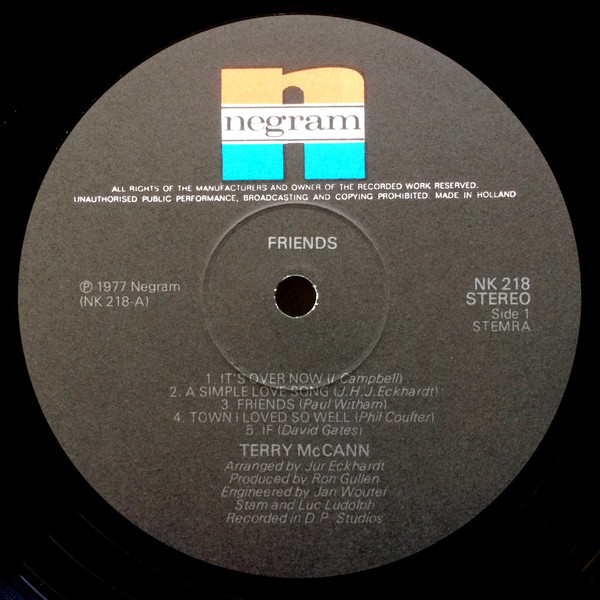 negram
ALL RIGHTS OF THE MANUFACTURERS AND OWNER OF THE RECORDED WORK RESERVED.
UNAUTHORISED PUBLIC PERFORMANCE, BROADCASTING AND COPYING PROHIBITED. MADE IN HOLLAND
FRIENDS
℗ 1977 Negram
(NK 218-A)
NK 218
STEREO
Side 1
STEMRA
1. IT'S OVER NOW (I. Campbell)
2. A SIMPLE LOVE SONG (J.H.J.Eckhardt)
3. FRIENDS (Paul Witham)
4. TOWN I LOVED SO WELL (Phil Coulter)
5. IF (David Gates)
TERRY McCANN
Arranged by Jur Eckhardt
Produced by Ron Gullen
Engineered by Jan Wouter
Stam and Luc Ludolph
Recorded in D.P. Studios